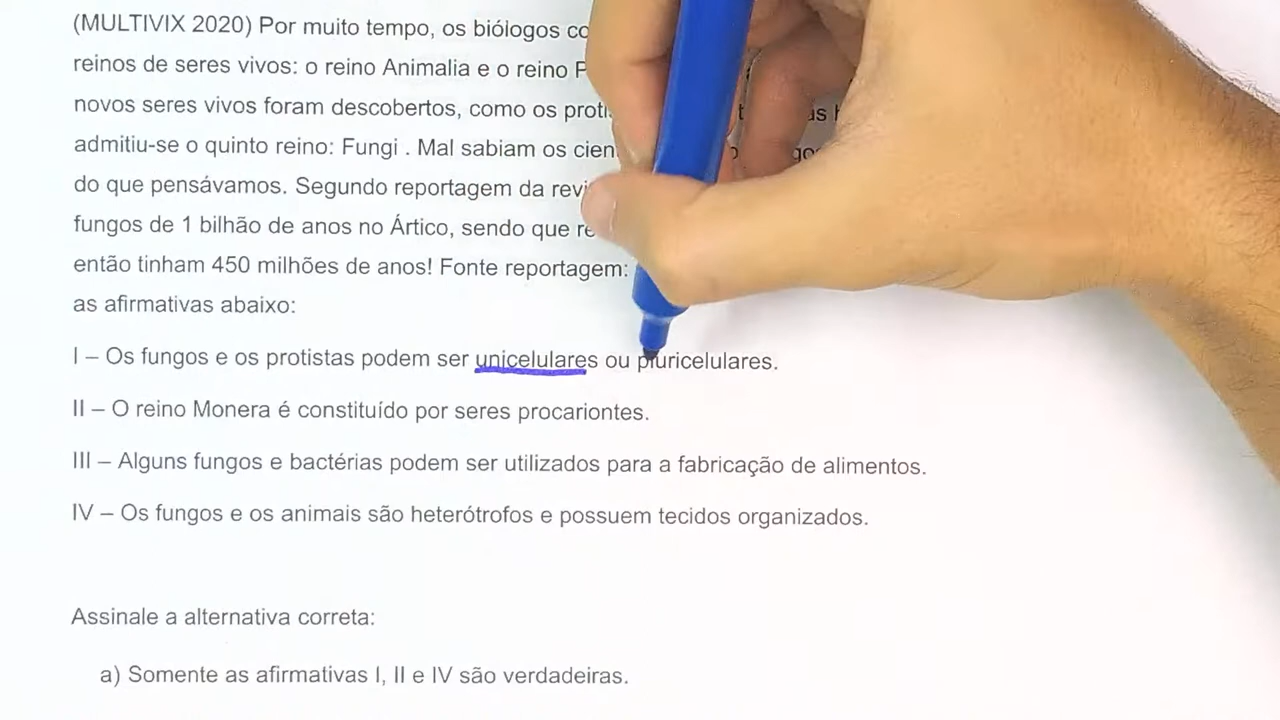 (MULTIVIX 2020) Por muito tempo, os biólogos
reinos de seres vivos: o reino Animalia e o reino
novos seres vivos foram descobertos, como os
admitiu-se o quinto reino: Fungi . Mal sabiam os
do que pensávamos. Segundo reportagem da
fungos de 1 bilhão de anos no Ártico, sendo que
então tinham 450 milhões de anos! Fonte reportagem:
as afirmativas abaixo:
I – Os fungos e os protistas podem ser unicelulares ou pluricelulares.
II – O reino Monera é constituído por seres procariontes.
III – Alguns fungos e bactérias podem ser utilizados para a fabricação de alimentos.
IV – Os fungos e os animais são heterótrofos e possuem tecidos organizados.
Assinale a alternativa correta:
a) Somente as afirmativas I, II e IV são verdadeiras.